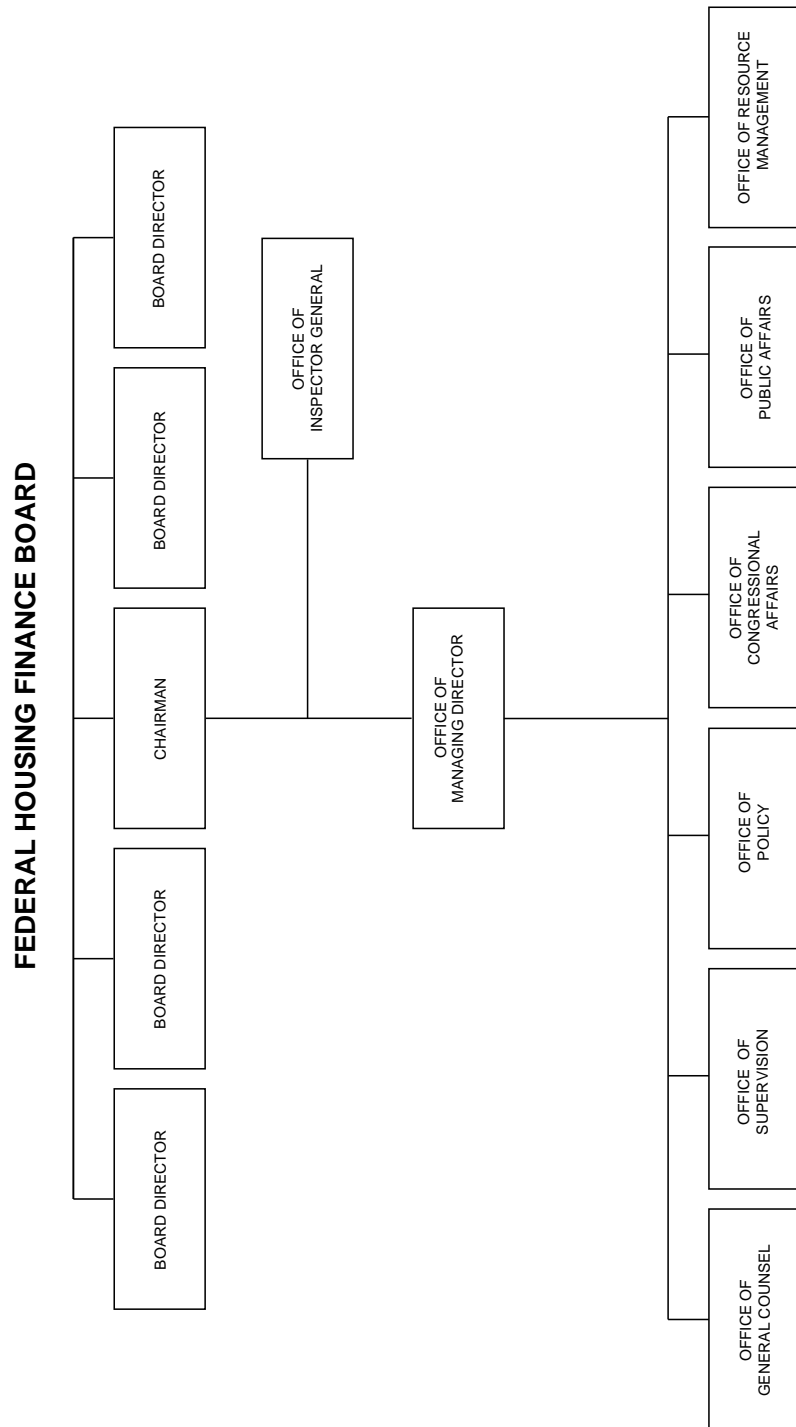 FEDERAL HOUSING FINANCE BOARD
BOARD DIRECTOR
BOARD DIRECTOR
CHAIRMAN
BOARD DIRECTOR
BOARD DIRECTOR
OFFICE OF
INSPECTOR GENERAL
OFFICE OF
MANAGING DIRECTOR
OFFICE OF
GENERAL COUNSEL
OFFICE OF
SUPERVISION
OFFICE OF
POLICY
OFFICE OF
CONGRESSIONAL
AFFAIRS
OFFICE OF
PUBLIC AFFAIRS
OFFICE OF RESOURCE
MANAGEMENT